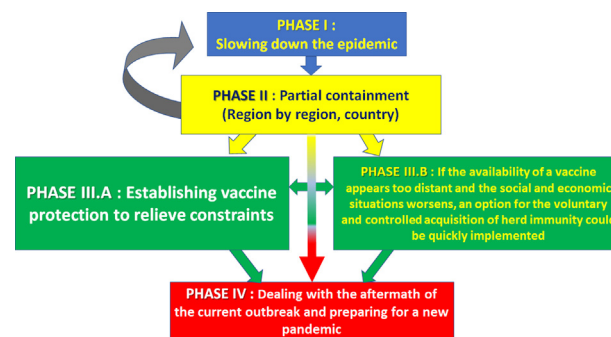 PHASE I :
Slowing down the epidemic
PHASE II : Partial containment
(Region by region, country)
PHASE III.A : Establishing vaccine
protection to relieve constraints
PHASE III.B : If the availability of a vaccine
appears too distant and the social and economic
situations worsens, an option for the voluntary
and controlled acquisition of herd immunity could
be quickly implemented
PHASE IV : Dealing with the aftermath of
the current outbreak and preparing for a new
pandemic